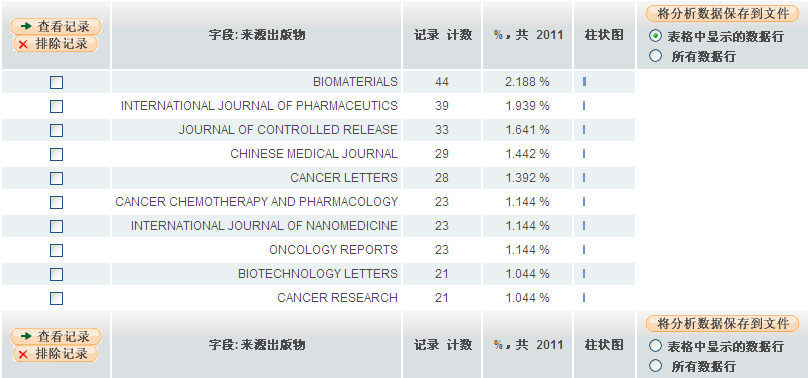 查看记录
排除记录
字段: 来源出版物 记录 计数 %，共 2011 柱状图
将分析数据保存到文件
表格中显示的数据行
所有数据行
BIOMATERIALS 44 2.188 %
INTERNATIONAL JOURNAL OF PHARMACEUTICS 39 1.939 %
JOURNAL OF CONTROLLED RELEASE 33 1.641 %
CHINESE MEDICAL JOURNAL 29 1.442 %
CANCER LETTERS 28 1.392 %
CANCER CHEMOTHERAPY AND PHARMACOLOGY 23 1.144 %
INTERNATIONAL JOURNAL OF NANOMEDICINE 23 1.144 %
ONCOLOGY REPORTS 23 1.144 %
BIOTECHNOLOGY LETTERS 21 1.044 %
CANCER RESEARCH 21 1.044 %
查看记录
排除记录
字段: 来源出版物 记录 计数 %，共 2011 柱状图
将分析数据保存到文件
表格中显示的数据行
所有数据行